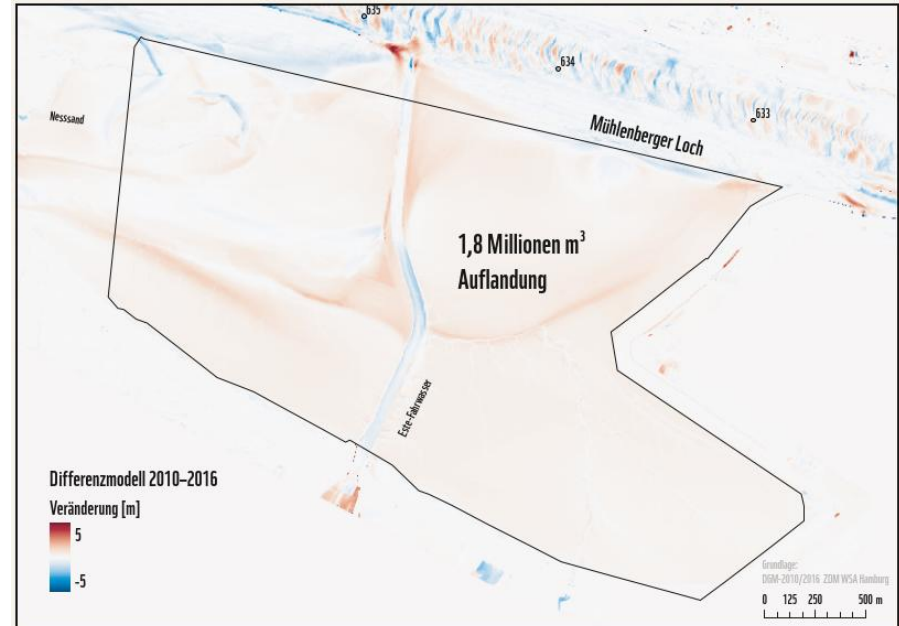 635
634
633
Nesssand
Mühlenberger Loch
1,8 Millionen m³
Auflandung
Este-Fahrwasser
Differenzmodell 2010–2016
Veränderung [m]
5
-5
Grundlage:
DGM-2010/2016 ZDM WSA Hamburg
0 125 250 500 m